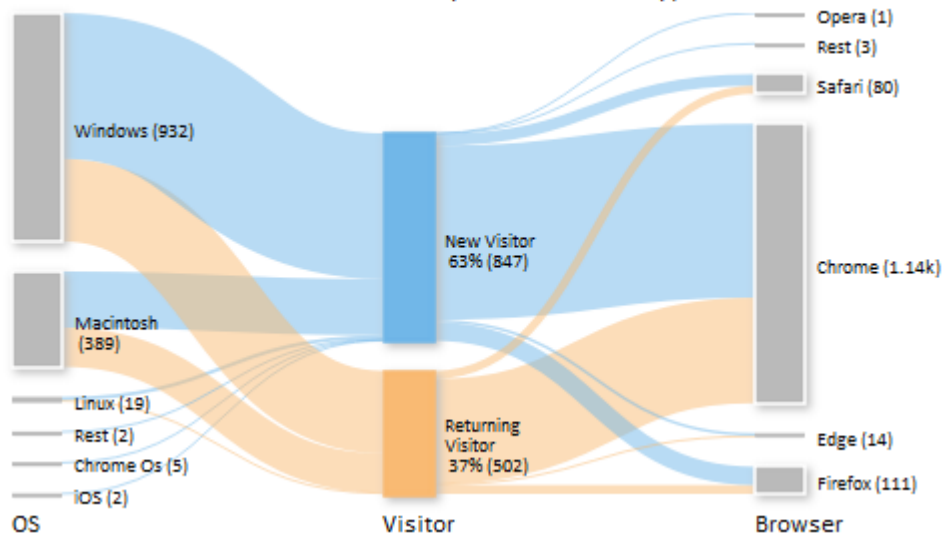 Opera (1)
Rest (3)
Safari (80)
Windows (932)
New Visitor
63% (847)
Chrome (1.14k)
Macintosh
(389)
Linux (19)
Rest (2)
Chrome Os (5)
iOS (2)
Returning
Visitor
37% (502)
Edge (14)
Firefox (111)
OS
Visitor
Browser